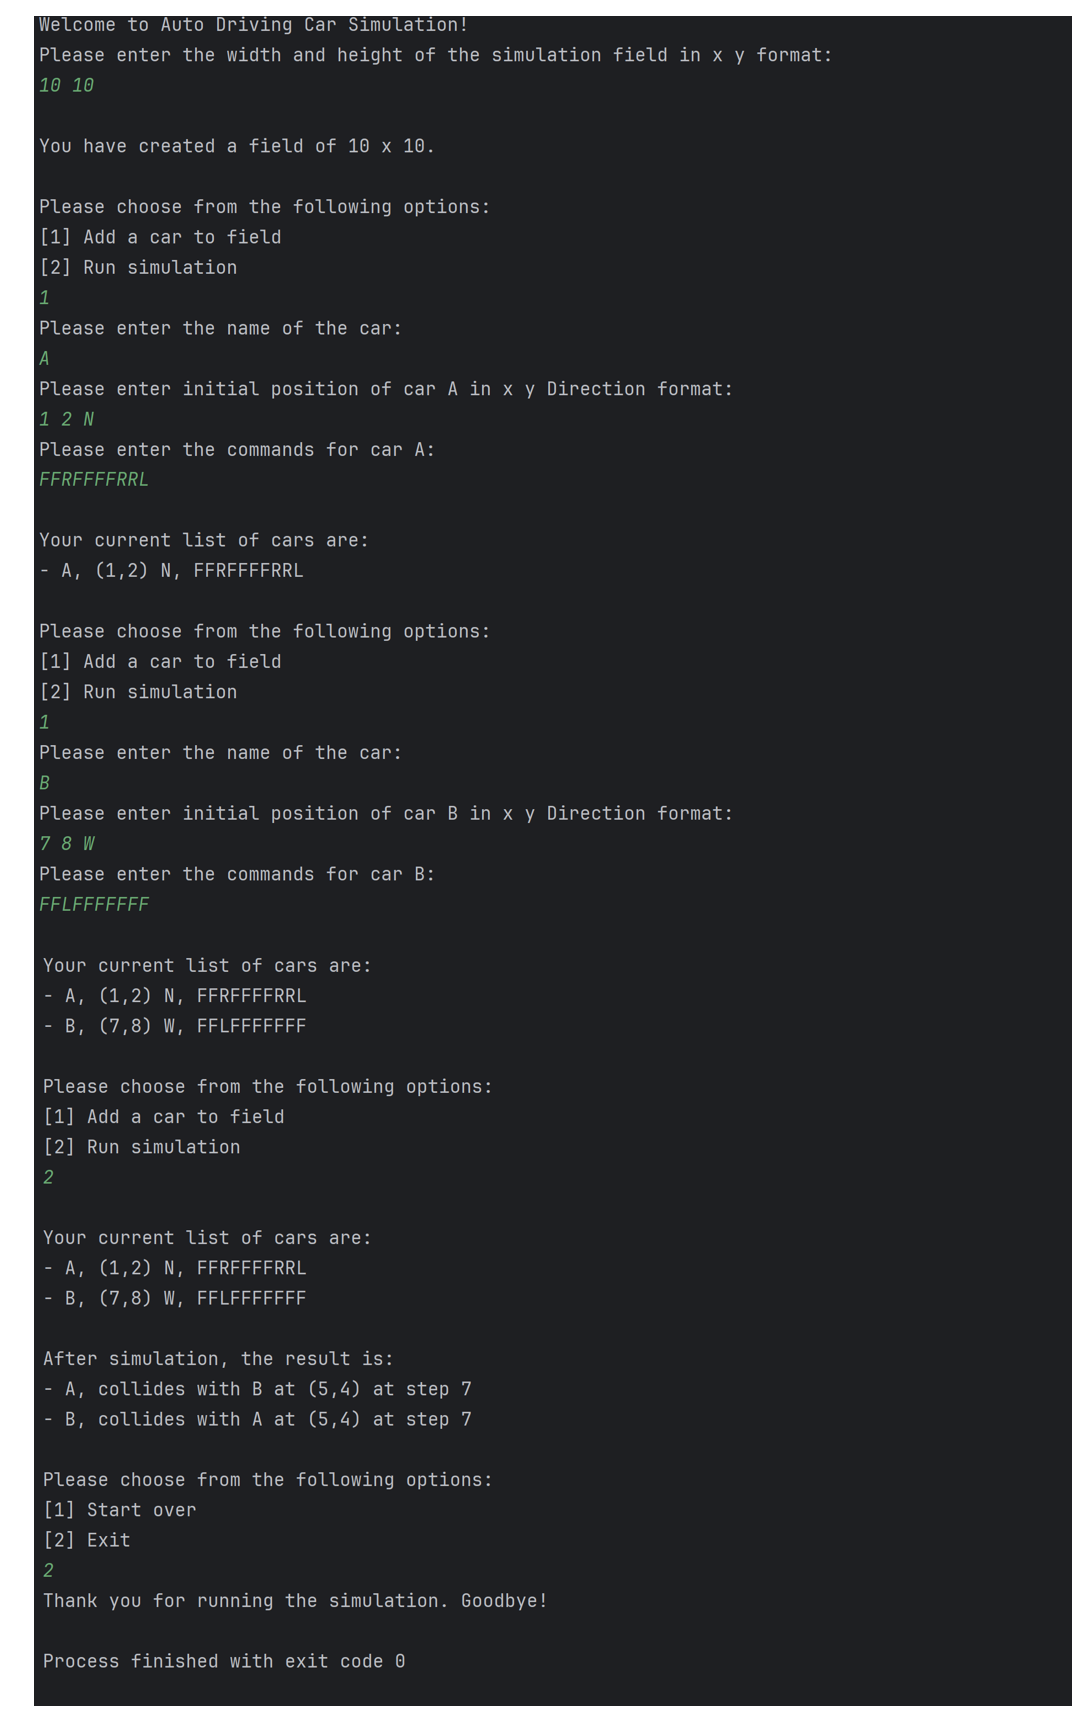 Welcome to Auto Driving Car Simulation!
Please enter the width and height of the simulation field in x y format:
10 10
You have created a field of 10 x 10.
Please choose from the following options:
[1] Add a car to field
[2] Run simulation
1
Please enter the name of the car:
A
Please enter initial position of car A in x y Direction format:
1 2 N
Please enter the commands for car A:
FFRFFFFRRL
Your current list of cars are:
- A, (1,2) N, FFRFFFFRRL
Please choose from the following options:
[1] Add a car to field
[2] Run simulation
1
Please enter the name of the car:
B
Please enter initial position of car B in x y Direction format:
7 8 W
Please enter the commands for car B:
FFLFFFFFFF
Your current list of cars are:
- A, (1,2) N, FFRFFFFRRL
- B, (7,8) W, FFLFFFFFFF
Please choose from the following options:
[1] Add a car to field
[2] Run simulation
2
Your current list of cars are:
- A, (1,2) N, FFRFFFFRRL
- B, (7,8) W, FFLFFFFFFF
After simulation, the result is:
- A, collides with B at (5,4) at step 7
- B, collides with A at (5,4) at step 7
Please choose from the following options:
[1] Start over
[2] Exit
2
Thank you for running the simulation. Goodbye!
Process finished with exit code 0